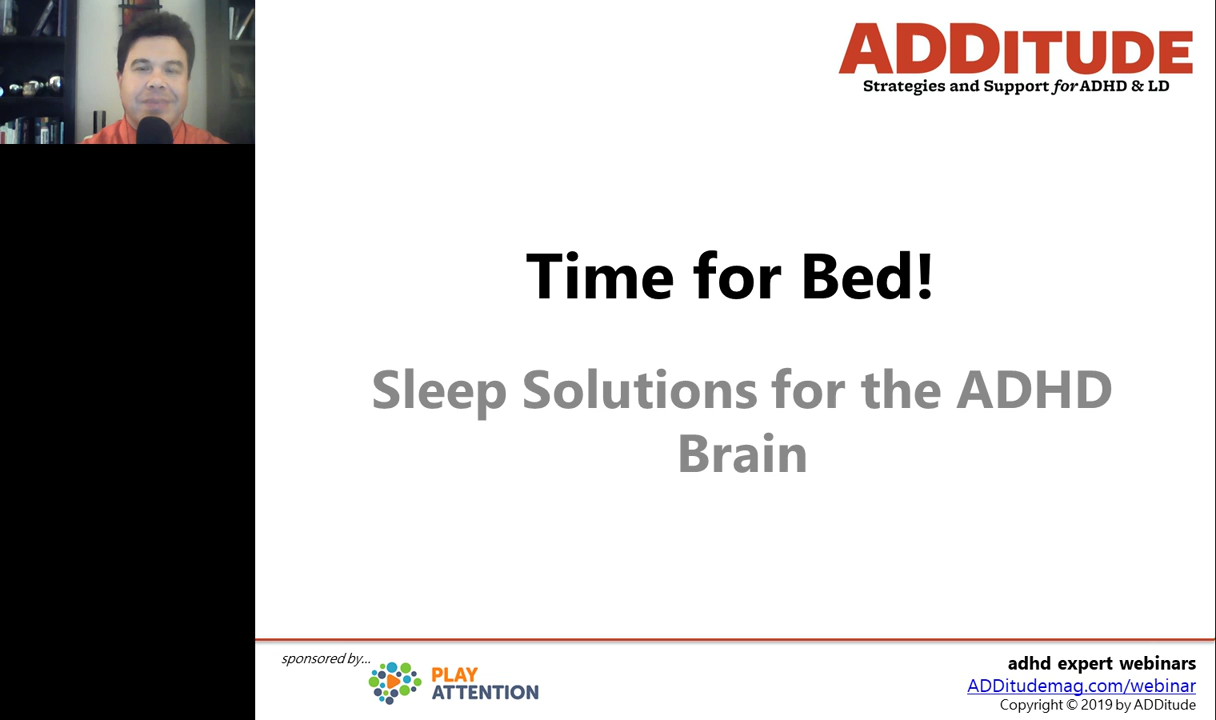 ADDITUDE
Strategies and Support for ADHD & LD
Time for Bed!
Sleep Solutions for the ADHD
Brain
sponsored by...
PLAY
ATTENTION
adhd expert webinars
ADDitudemag.com/webinar
Copyright © 2019 by ADDitude